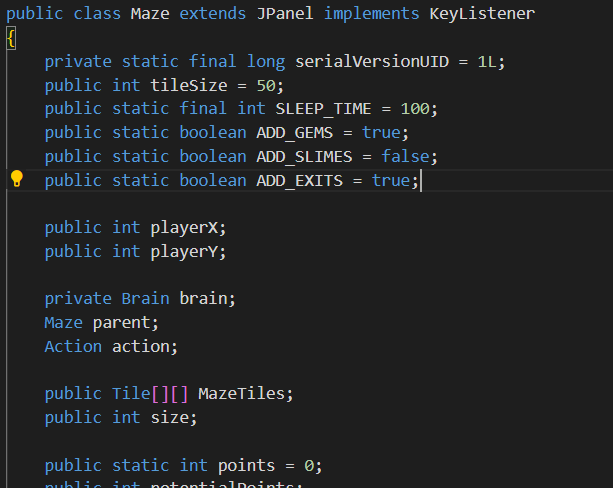 public class Maze extends JPanel implements KeyListener
{
private static final long serialVersionUID = 1L;
public int tileSize = 50;
public static final int SLEEP_TIME = 100;
public static boolean ADD_GEMS = true;
public static boolean ADD_SLIMES = false;
public static boolean ADD_EXITS = true;
public int playerX;
public int playerY;
private Brain brain;
Maze parent;
Action action;
public Tile[][] MazeTiles;
public int size;
public static int points = 0;
public int potentialPoints;